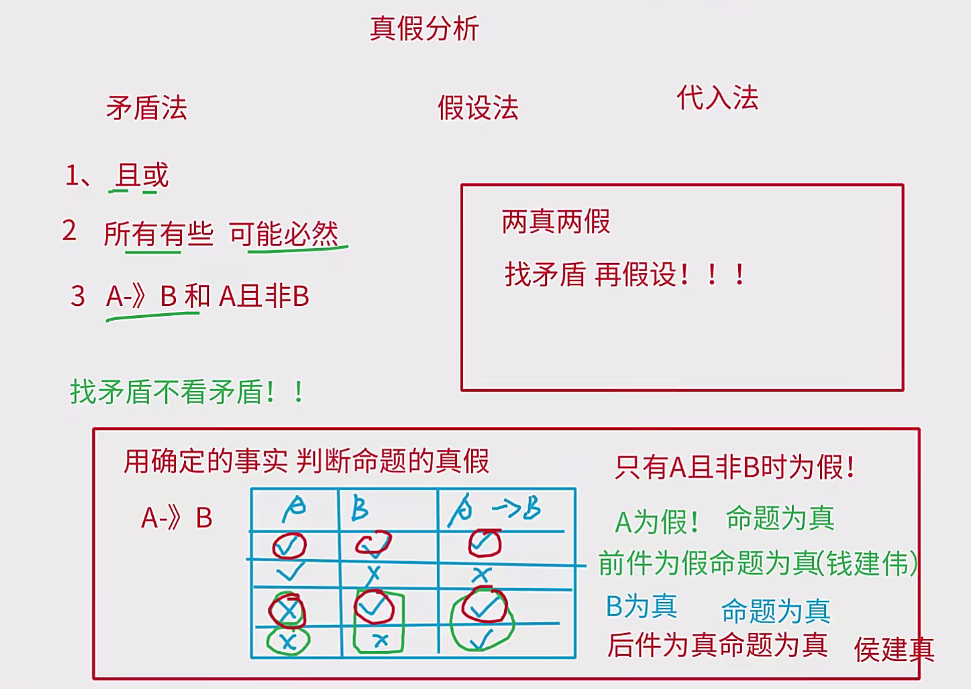 真假分析
矛盾法
假设法
代入法
1、 且或
2 所有有些 可能必然
3 A-》B 和 A且非B
找矛盾不看矛盾！！
两真两假
找矛盾 再假设！！！
用确定的事实 判断命题的真假
A-》B
A B A->B
✓ ✓ ✓
✓ ✗ ✗
✗ ✓ ✓
✗ ✗ ✓
只有A且非B时为假！
A为假！ 命题为真
前件为假命题为真(钱建伟)
B为真 命题为真
后件为真命题为真 侯建真